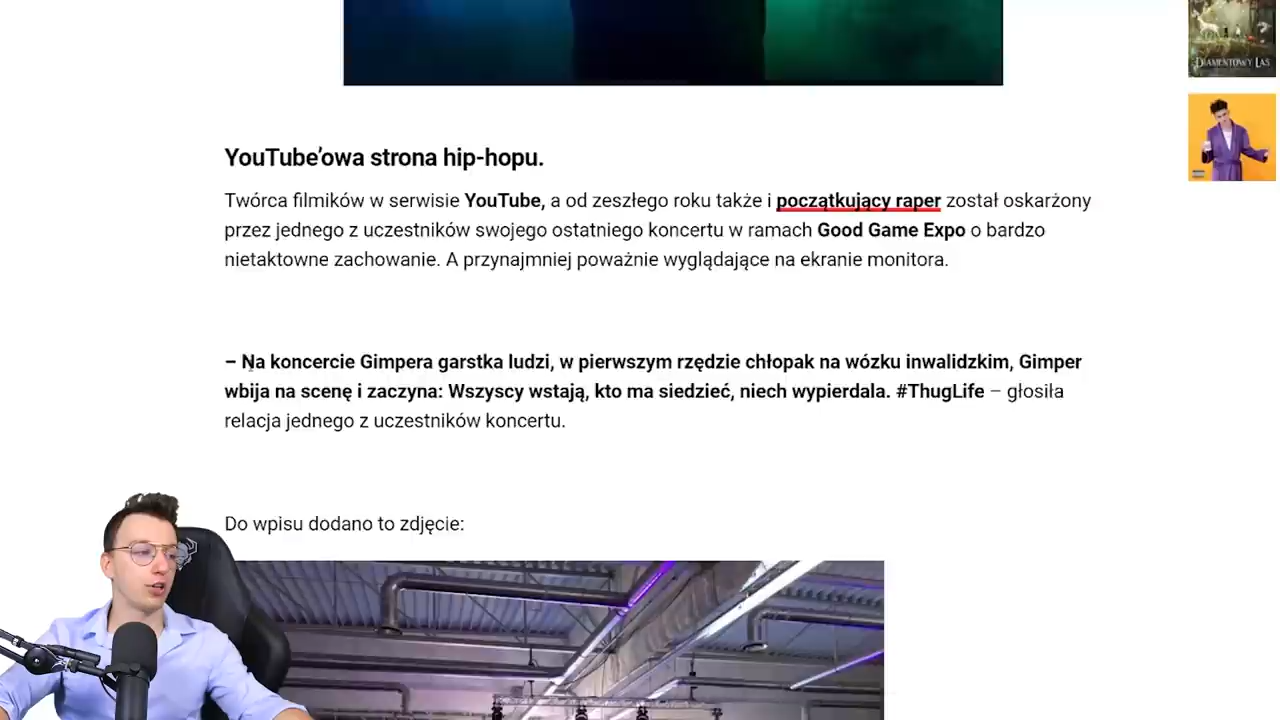 DIAMENTOWY LAS
YouTube’owa strona hip-hopu.
Twórca filmików w serwisie YouTube, a od zeszłego roku także i początkujący raper został oskarżony
przez jednego z uczestników swojego ostatniego koncertu w ramach Good Game Expo o bardzo
nietaktowne zachowanie. A przynajmniej poważnie wyglądające na ekranie monitora.
– Na koncercie Gimpera garstka ludzi, w pierwszym rzędzie chłopak na wózku inwalidzkim, Gimper
wbija na scenę i zaczyna: Wszyscy wstają, kto ma siedzieć, niech wypierdala. #ThugLife – głosiła
relacja jednego z uczestników koncertu.
Do wpisu dodano to zdjęcie: